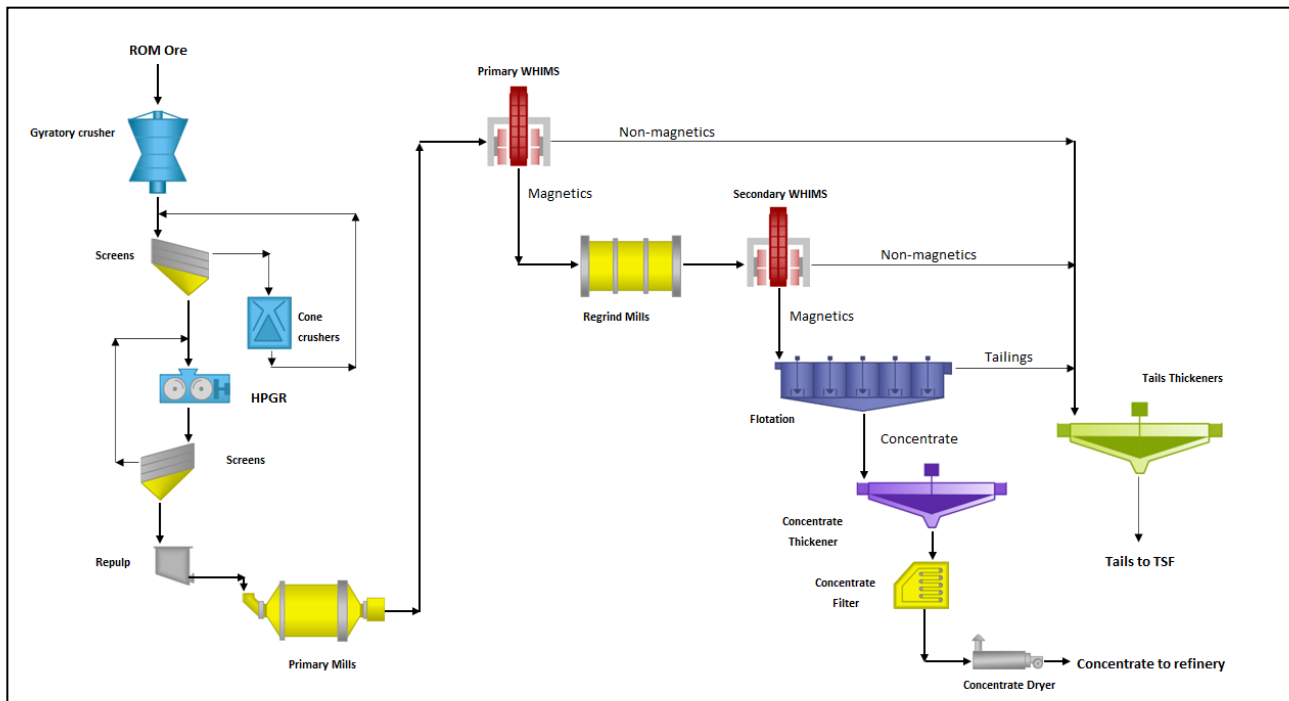 ROM Ore
Gyratory crusher
Screens
Cone
crushers
HPGR
Screens
Repulp
Primary Mills
Primary WHIMS
Non-magnetics
Magnetics
Secondary WHIMS
Regrind Mills
Non-magnetics
Magnetics
Tailings
Flotation
Tails Thickeners
Concentrate
Concentrate
Thickener
Tails to TSF
Concentrate
Filter
Concentrate Dryer
Concentrate to refinery